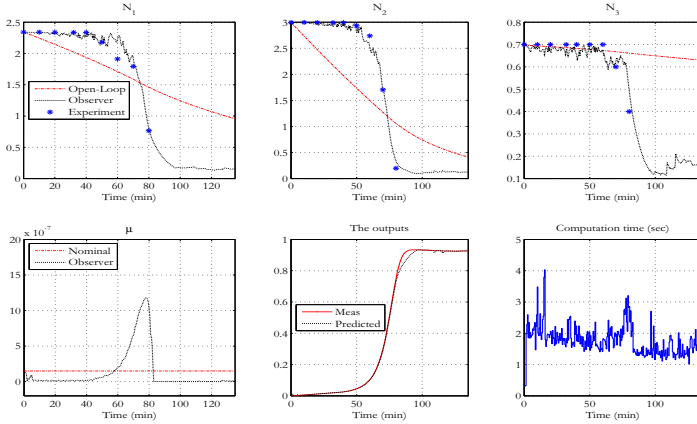 N₁
2.5
2
1.5
1
0.5
0
Open-Loop
Observer
Experiment
0 20 40 60 80 100 120
Time (min)
N₂
3
2.5
2
1.5
1
0.5
0
0 50 100
Time (min)
N₃
0.8
0.7
0.6
0.5
0.4
0.3
0.2
0.1
0 50 100
Time (min)
x 10⁻⁷
μ
20
15
10
5
0
Nominal
Observer
0 20 40 60 80 100 120
Time (min)
The outputs
1
0.8
0.6
0.4
0.2
0
Meas
Predicted
0 50 100
Time (min)
Computation time (sec)
5
4
3
2
1
0
0 50 100
Time (min)